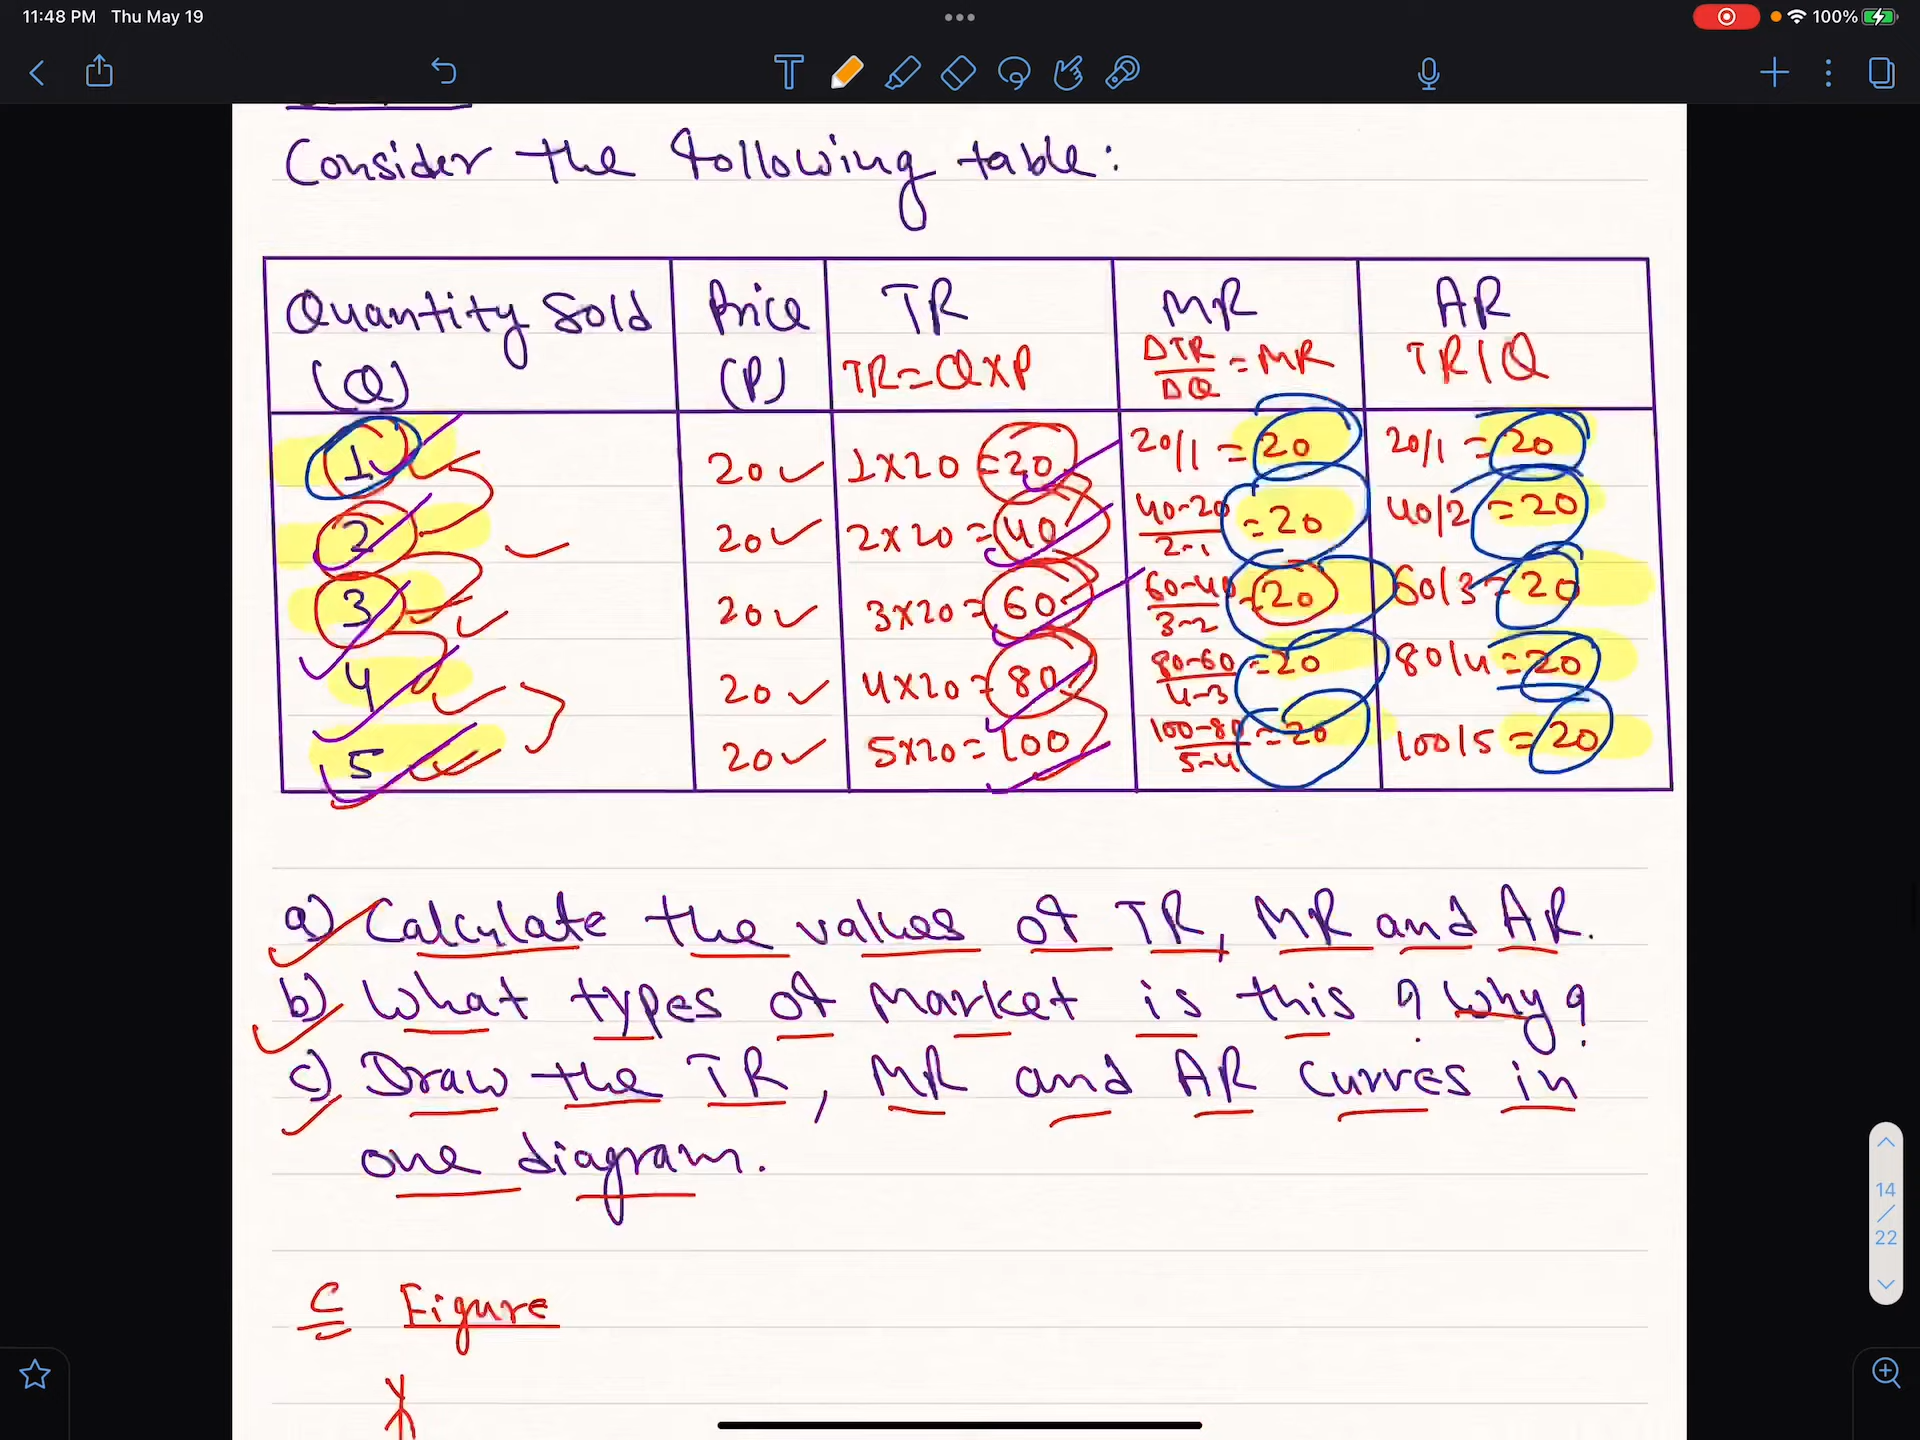 11:48 PM Thu May 19
100%
Consider the following table:
Quantity Sold Price TR MR AR
(Q) (P) TR=Q×P ΔTR/ΔQ = MR TR/Q
1 20 1×20 =20 20/1 =20 20/1 =20
2 20 2×20 =40 40-20/2-1 =20 40/2 =20
3 20 3×20 =60 60-40/3-2 =20 60/3 =20
4 20 4×20 =80 80-60/4-3 =20 80/4 =20
5 20 5×20 =100 100-80/5-4 =20 100/5 =20
a) Calculate the values of TR, MR and AR.
b) What types of market is this? Why?
c) Draw the TR, MR and AR curves in
one diagram.
14
/
22
C Figure
Y